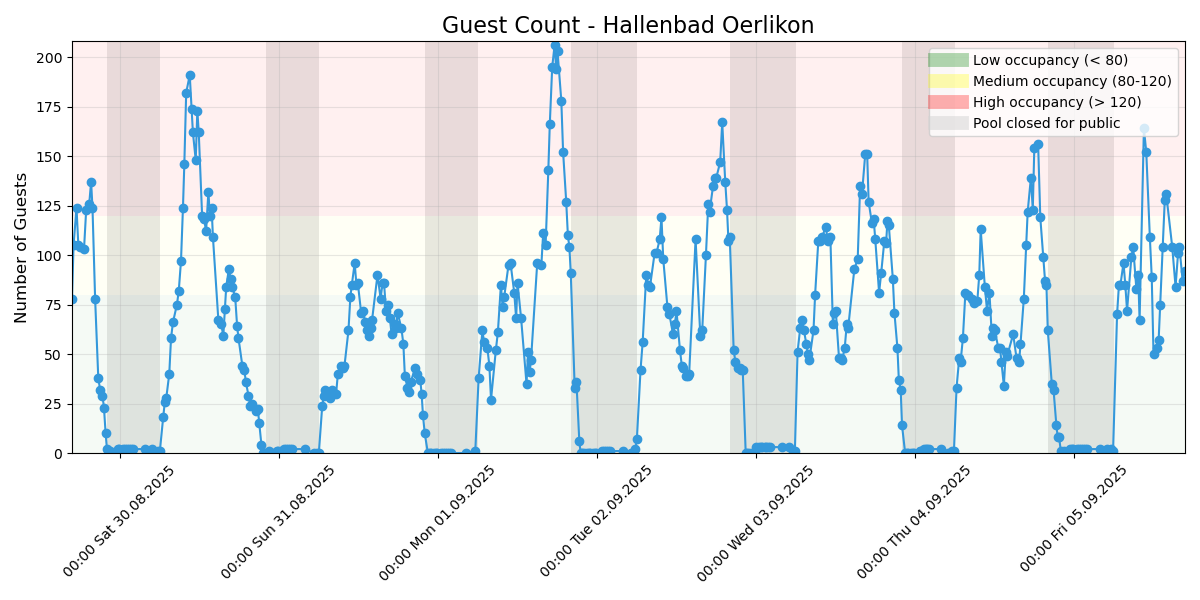 Guest Count - Hallenbad Oerlikon
Low occupancy (< 80)
Medium occupancy (80-120)
High occupancy (> 120)
Pool closed for public
Number of Guests
200
175
150
125
100
75
50
25
0
00:00 Sat 30.08.2025
00:00 Sun 31.08.2025
00:00 Mon 01.09.2025
00:00 Tue 02.09.2025
00:00 Wed 03.09.2025
00:00 Thu 04.09.2025
00:00 Fri 05.09.2025